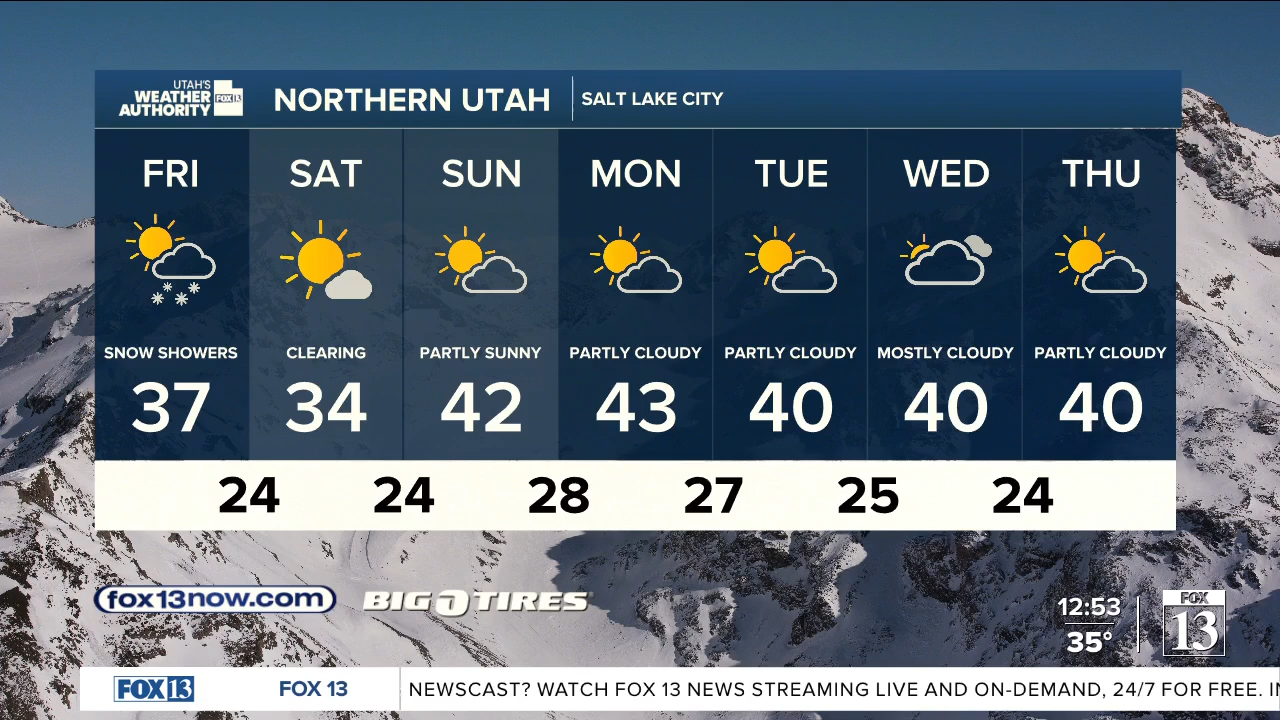 UTAH'S
WEATHER
AUTHORITY
FOX 13
NORTHERN UTAH
SALT LAKE CITY
FRI SAT SUN MON TUE WED THU
SNOW SHOWERS CLEARING PARTLY SUNNY PARTLY CLOUDY PARTLY CLOUDY MOSTLY CLOUDY PARTLY CLOUDY
37 34 42 43 40 40 40
24 24 28 27 25 24
fox13now.com
BIG O TIRES
12:53
35°
FOX
13
FOX 13
FOX 13
NEWSCAST? WATCH FOX 13 NEWS STREAMING LIVE AND ON-DEMAND, 24/7 FOR FREE.